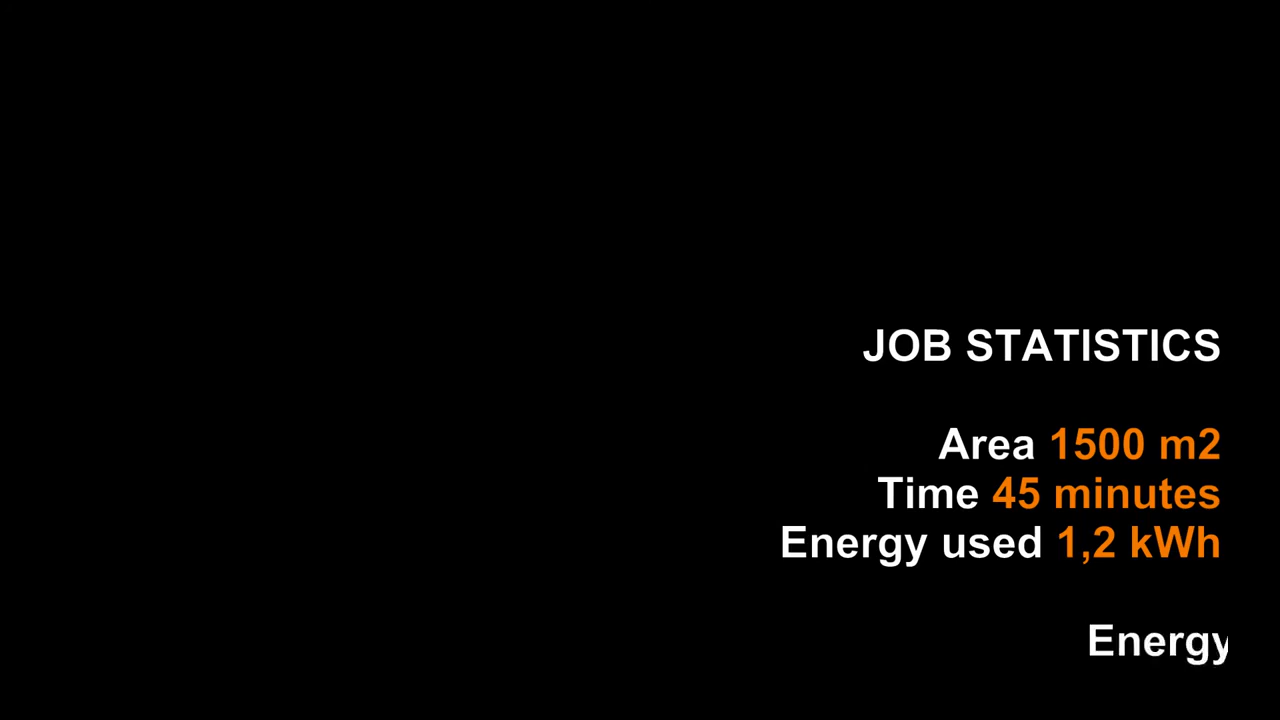 JOB STATISTICS
Area 1500 m2
Time 45 minutes
Energy used 1,2 kWh
Energy